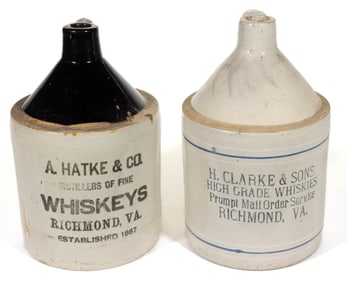 A. HATKE & CO.
DISTILLERS OF FINE
WHISKEYS
RICHMOND, VA.
ESTABLISHED 1867
H. CLARKE & SONS
HIGH GRADE WHISKIES
Prompt Mail Order Service
RICHMOND, VA.